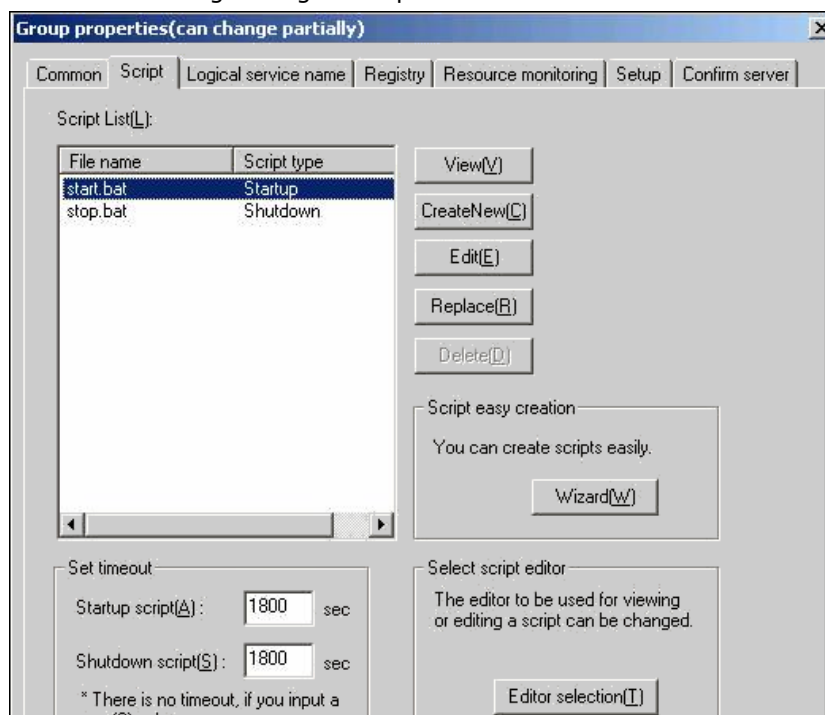 Group properties(can change partially)
Common Script Logical service name Registry Resource monitoring Setup Confirm server
Script List(L):
File name Script type
start.bat Startup
stop.bat Shutdown
View(V)
CreateNew(C)
Edit(E)
Replace(R)
Delete(D)
Script easy creation
You can create scripts easily.
Wizard(W)
Set timeout
Startup script(A) : 1800 sec
Shutdown script(S) : 1800 sec
* There is no timeout, if you input a
Select script editor
The editor to be used for viewing
or editing a script can be changed.
Editor selection(T)